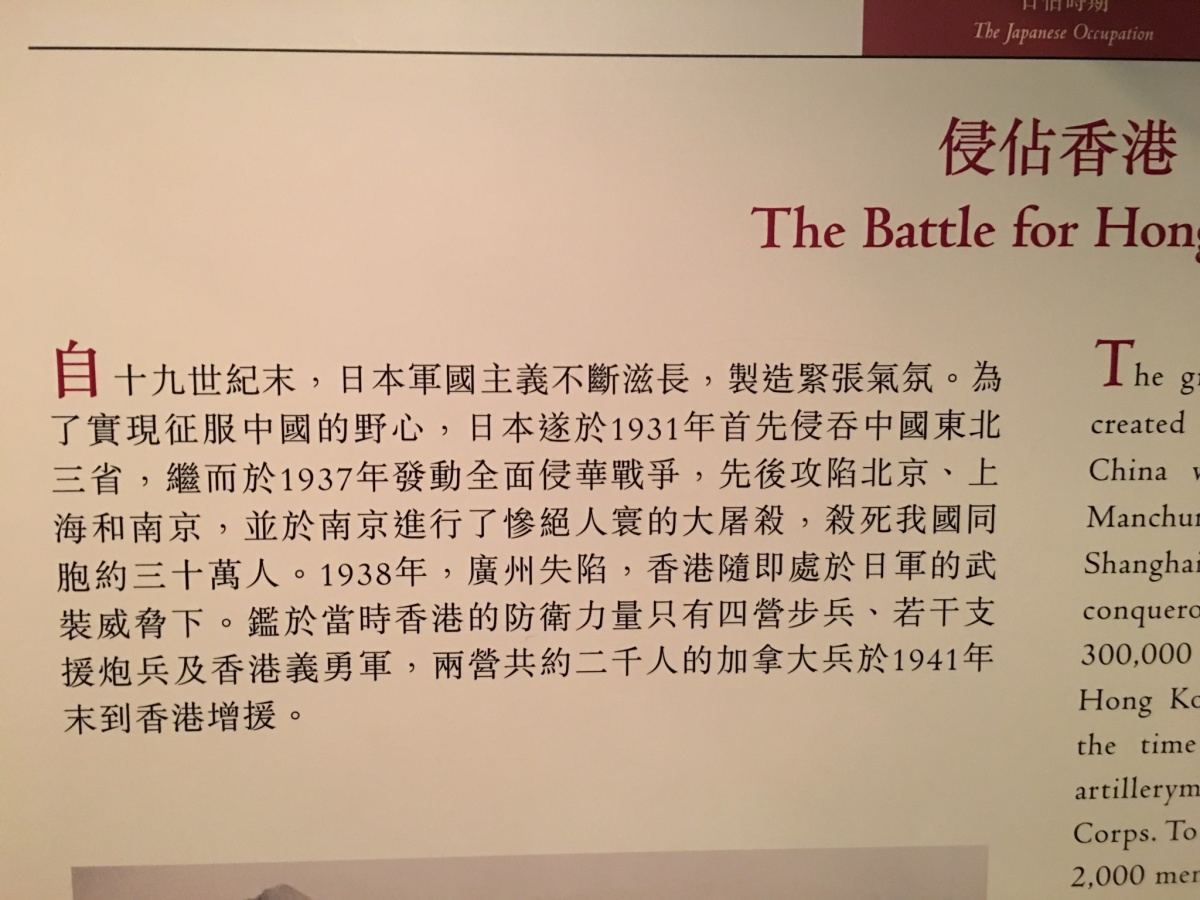 The Japanese Occupation
侵佔香港
The Battle for Hong
自十九世紀末，日本軍國主義不斷滋長，製造緊張氣氛。為
了實現征服中國的野心，日本遂於1931年首先侵吞中國東北
三省，繼而於1937年發動全面侵華戰爭，先後攻陷北京、上
海和南京，並於南京進行了慘絕人寰的大屠殺，殺死我國同
胞約三十萬人。1938年，廣州失陷，香港隨即處於日軍的武
裝威脅下。鑑於當時香港的防衛力量只有四營步兵、若干支
援炮兵及香港義勇軍，兩營共約二千人的加拿大兵於1941年
末到香港增援。
The
created
China
Manchu
Shanghai
conquero
300,000
Hong Ko
the time
artillerym
Corps. To
2,000 mem